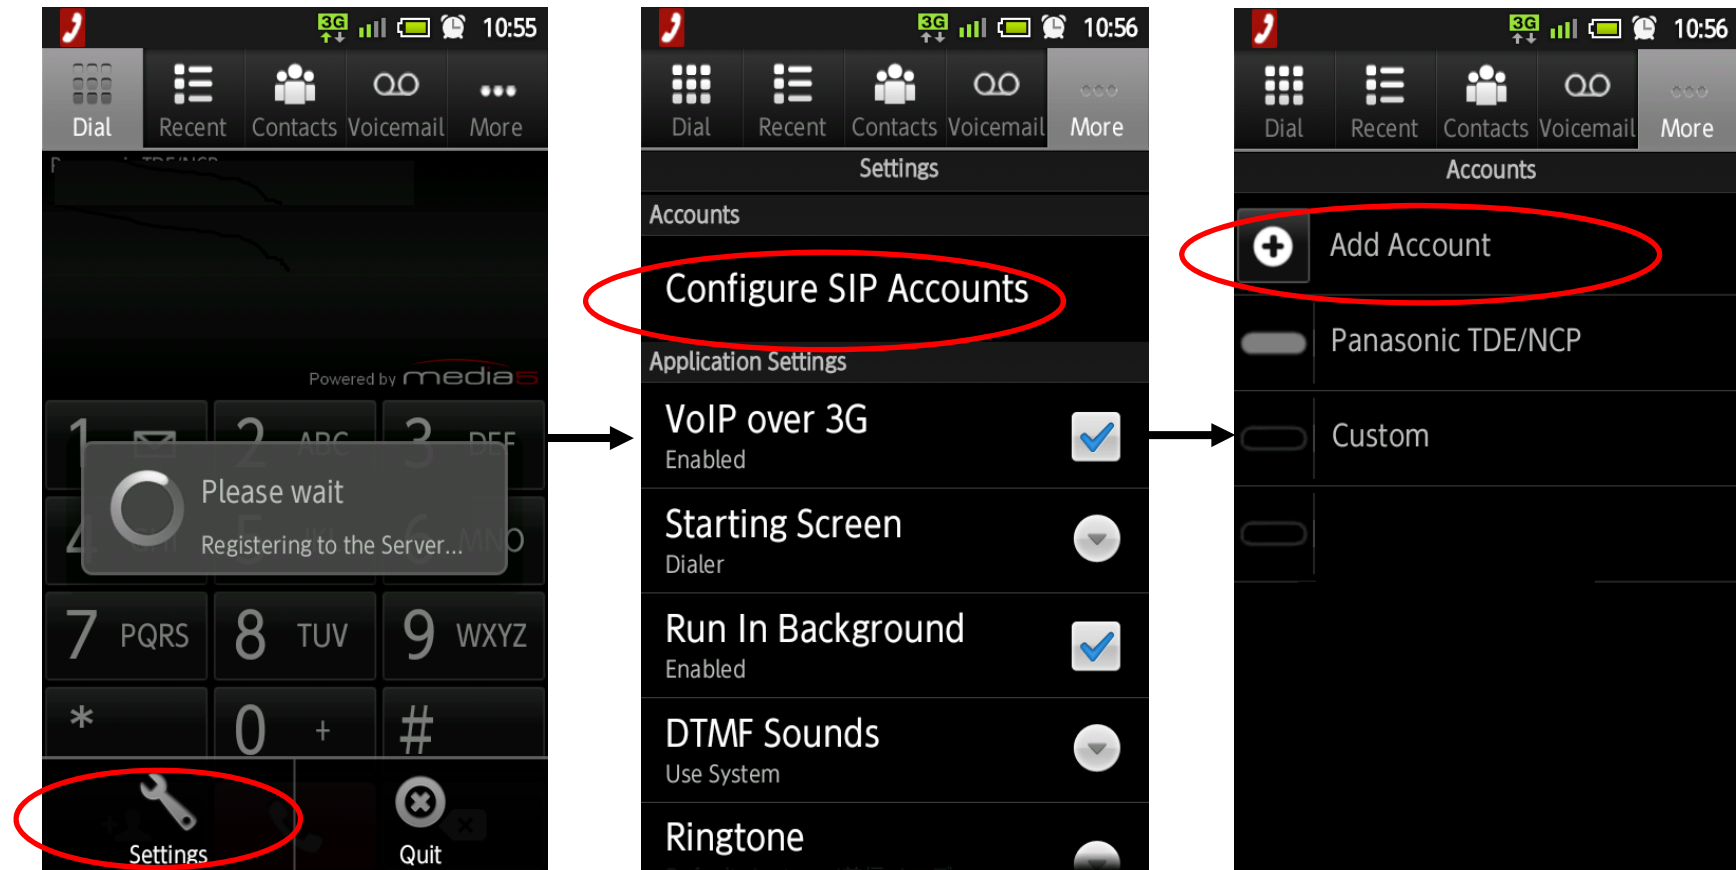 3G 10:55
Dial Recent Contacts Voicemail More
Powered by media5
1
2 ABC
3 DEF
Please wait
Registering to the Server...
4
5
6 MNO
7 PQRS
8 TUV
9 WXYZ
*
0 +
#
Settings
Quit
3G 10:56
Dial Recent Contacts Voicemail More
Settings
Accounts
Configure SIP Accounts
Application Settings
VoIP over 3G
Enabled
Starting Screen
Dialer
Run In Background
Enabled
DTMF Sounds
Use System
Ringtone
3G 10:56
Dial Recent Contacts Voicemail More
Accounts
Add Account
Panasonic TDE/NCP
Custom